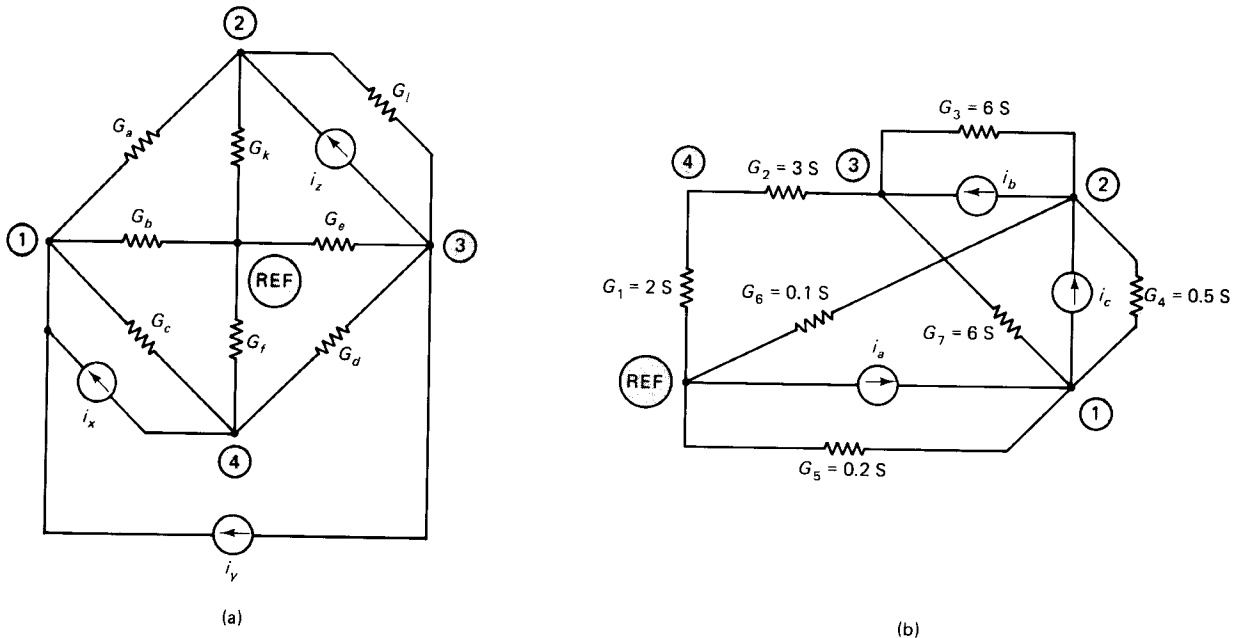 2
G_l
G_a
G_k
i_z
G_b
G_e
1
3
REF
G_c
G_f
G_d
i_x
4
i_y
(a)
G_3 = 6 S
4
G_2 = 3 S
3
i_b
2
G_1 = 2 S
G_6 = 0.1 S
i_c
G_4 = 0.5 S
G_7 = 6 S
i_a
REF
1
G_5 = 0.2 S
(b)